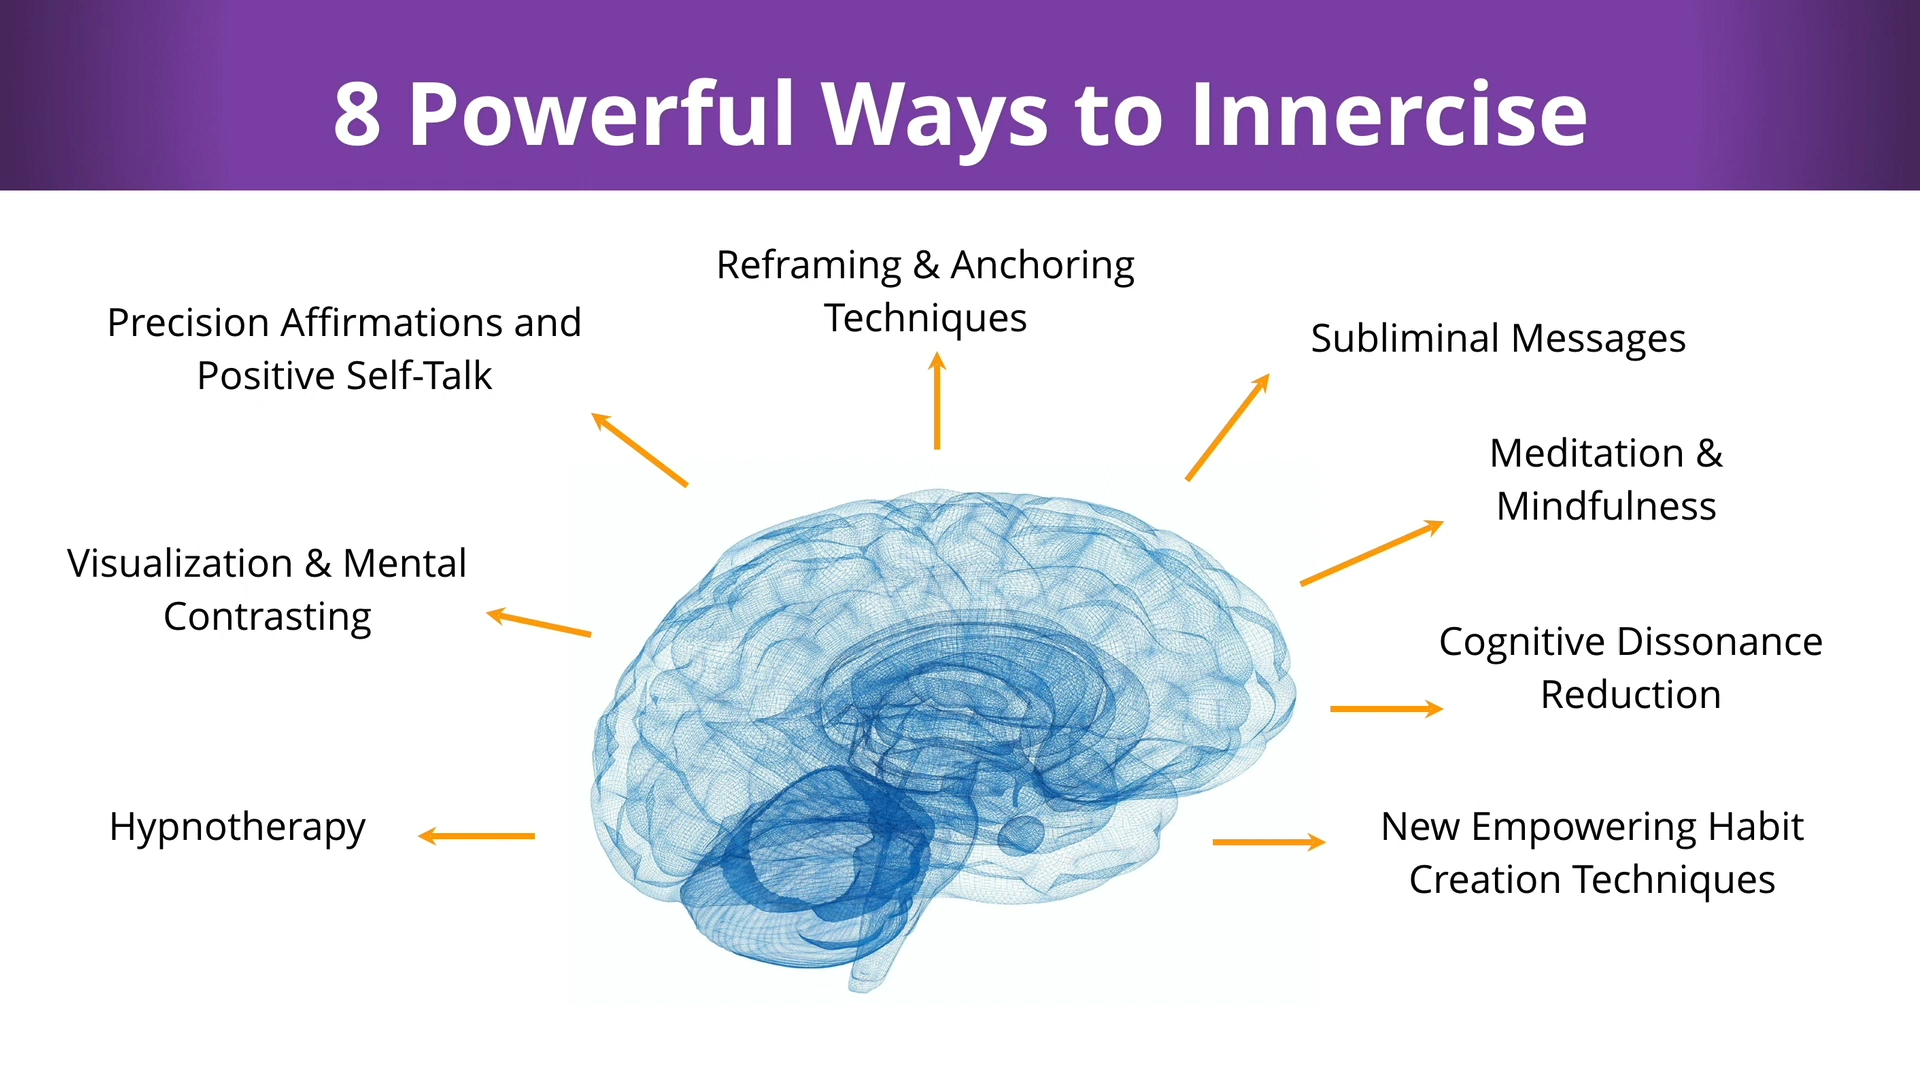 8 Powerful Ways to Innercise
Reframing & Anchoring
Techniques
Precision Affirmations and
Positive Self-Talk
Subliminal Messages
Meditation &
Mindfulness
Visualization & Mental
Contrasting
Cognitive Dissonance
Reduction
Hypnotherapy
New Empowering Habit
Creation Techniques